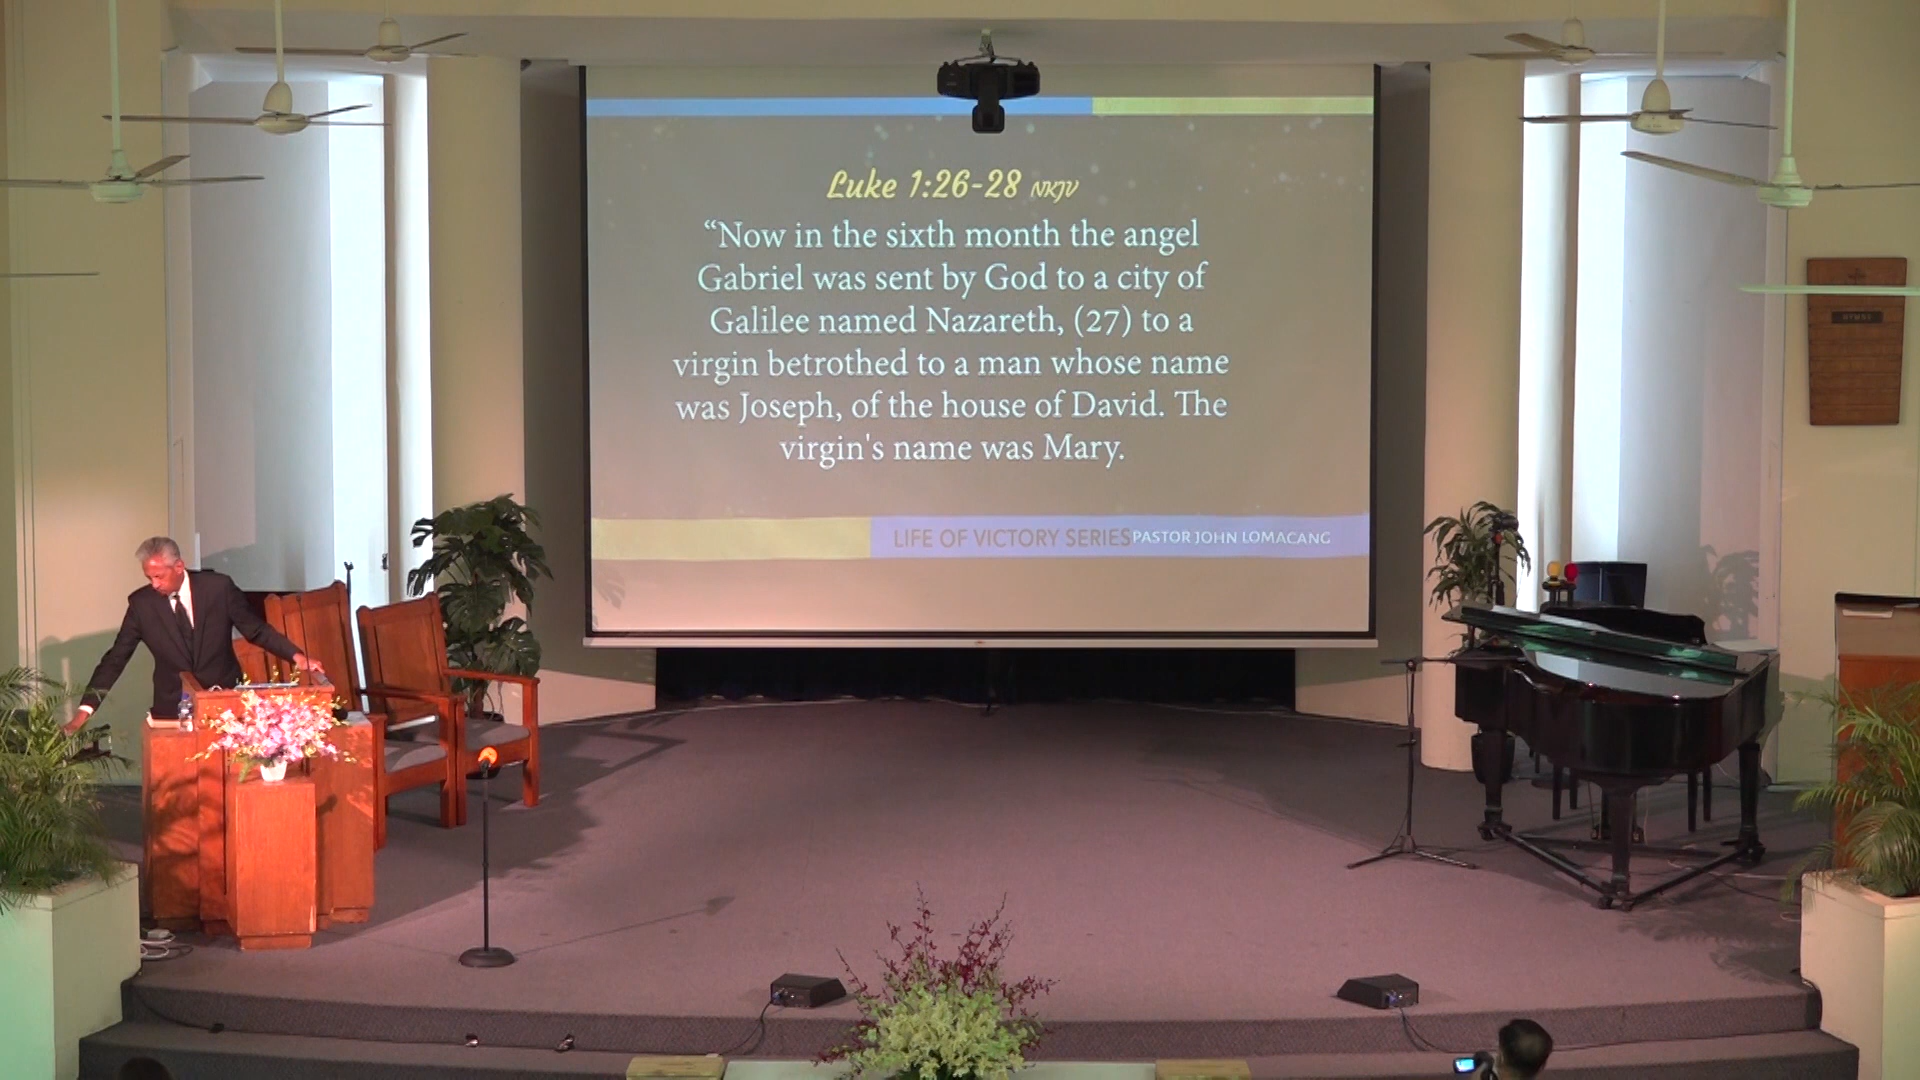 Luke 1:26-28 NKJV
“Now in the sixth month the angel
Gabriel was sent by God to a city of
Galilee named Nazareth, (27) to a
virgin betrothed to a man whose name
was Joseph, of the house of David. The
virgin's name was Mary.
LIFE OF VICTORY SERIES PASTOR JOHN LOMACANG
HYMNS